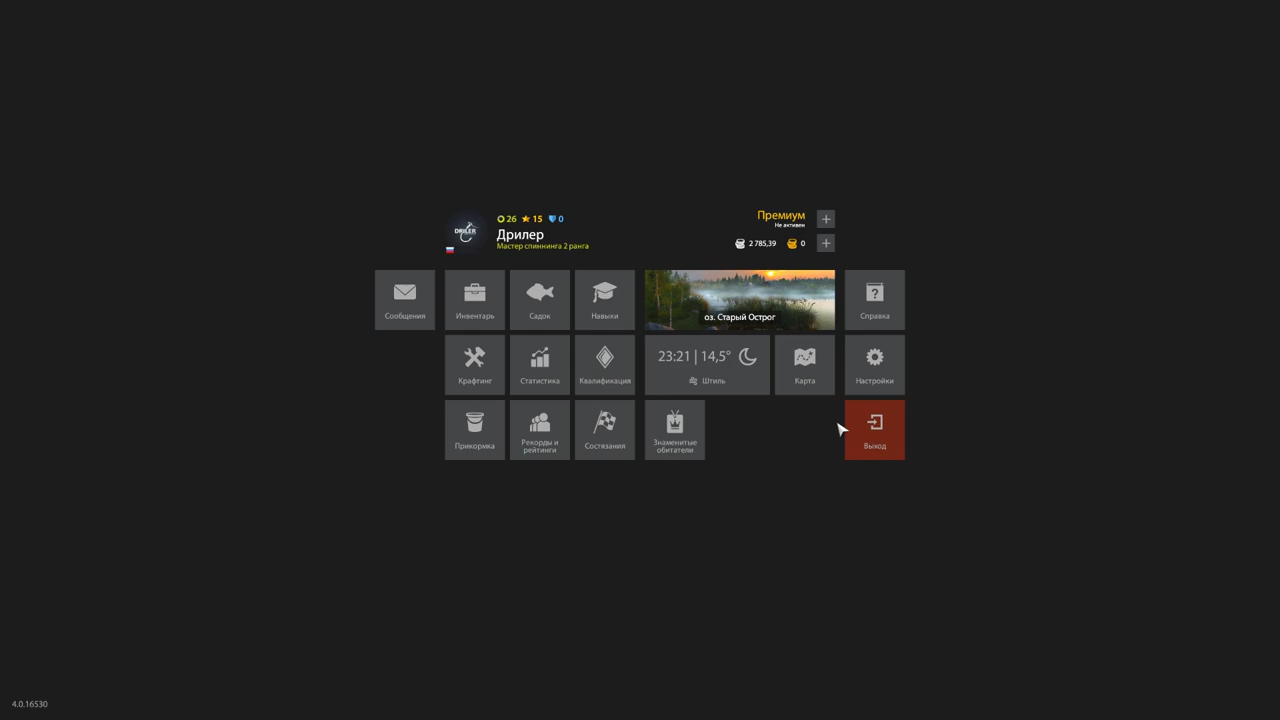 26 15 0
Премиум
Не активен
DRILER
Дрилер
Мастер спиннинга 2 ранга
2 785,39 0
Сообщения
Инвентарь
Садок
Навыки
оз. Старый Острог
Справка
Крафтинг
Статистика
Квалификация
23:21 | 14,5°
Штиль
Карта
Настройки
Прикормка
Рекорды и
рейтинги
Состязания
Знаменитые
обитатели
Выход
4.0.16530